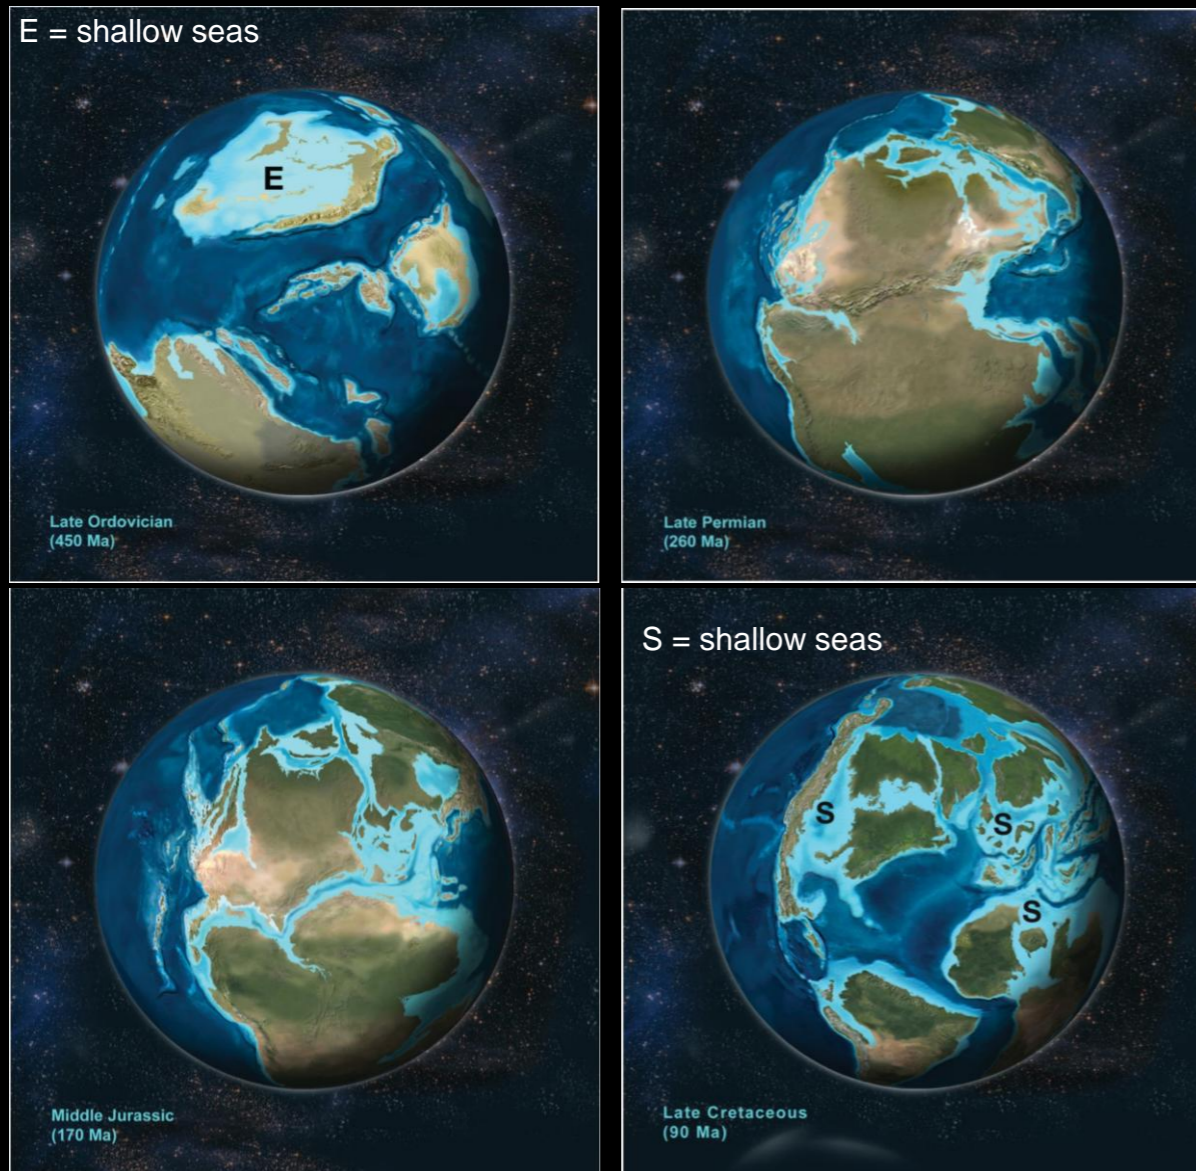 E = shallow seas
E
Late Ordovician
(450 Ma)
Late Permian
(260 Ma)
Middle Jurassic
(170 Ma)
S = shallow seas
S
S
S
Late Cretaceous
(90 Ma)